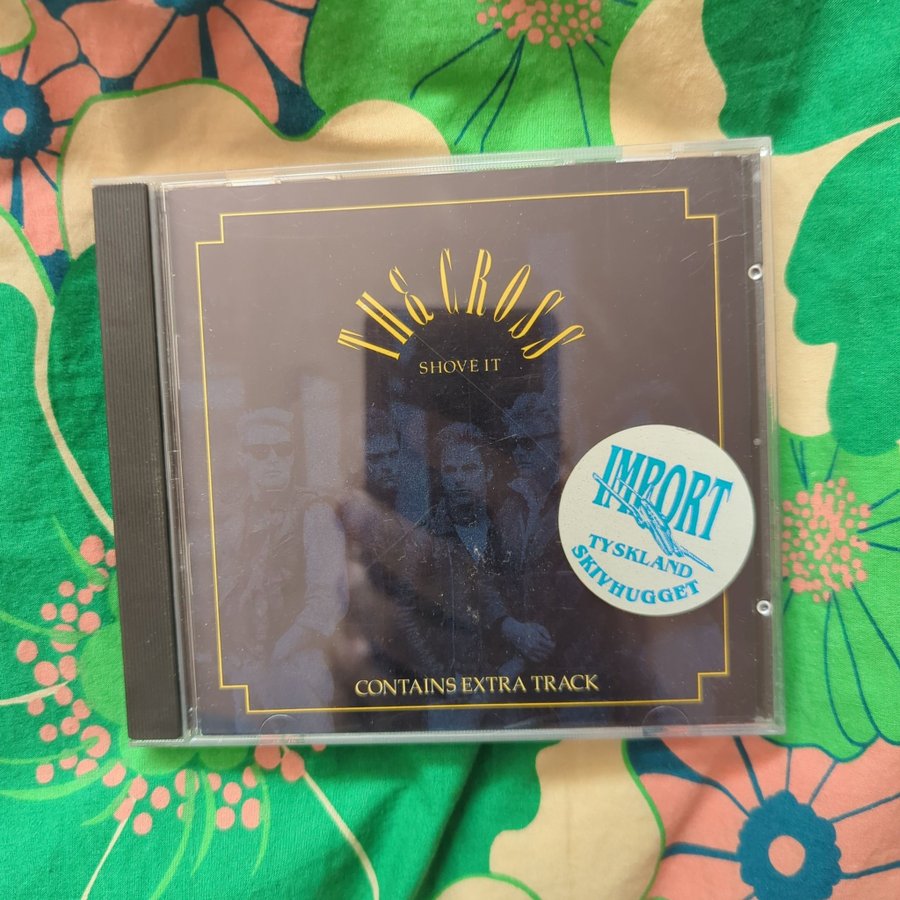 THE CROSS
SHOVE IT
IMPORT
TYSKLAND
SKIVHUGGET
CONTAINS EXTRA TRACK